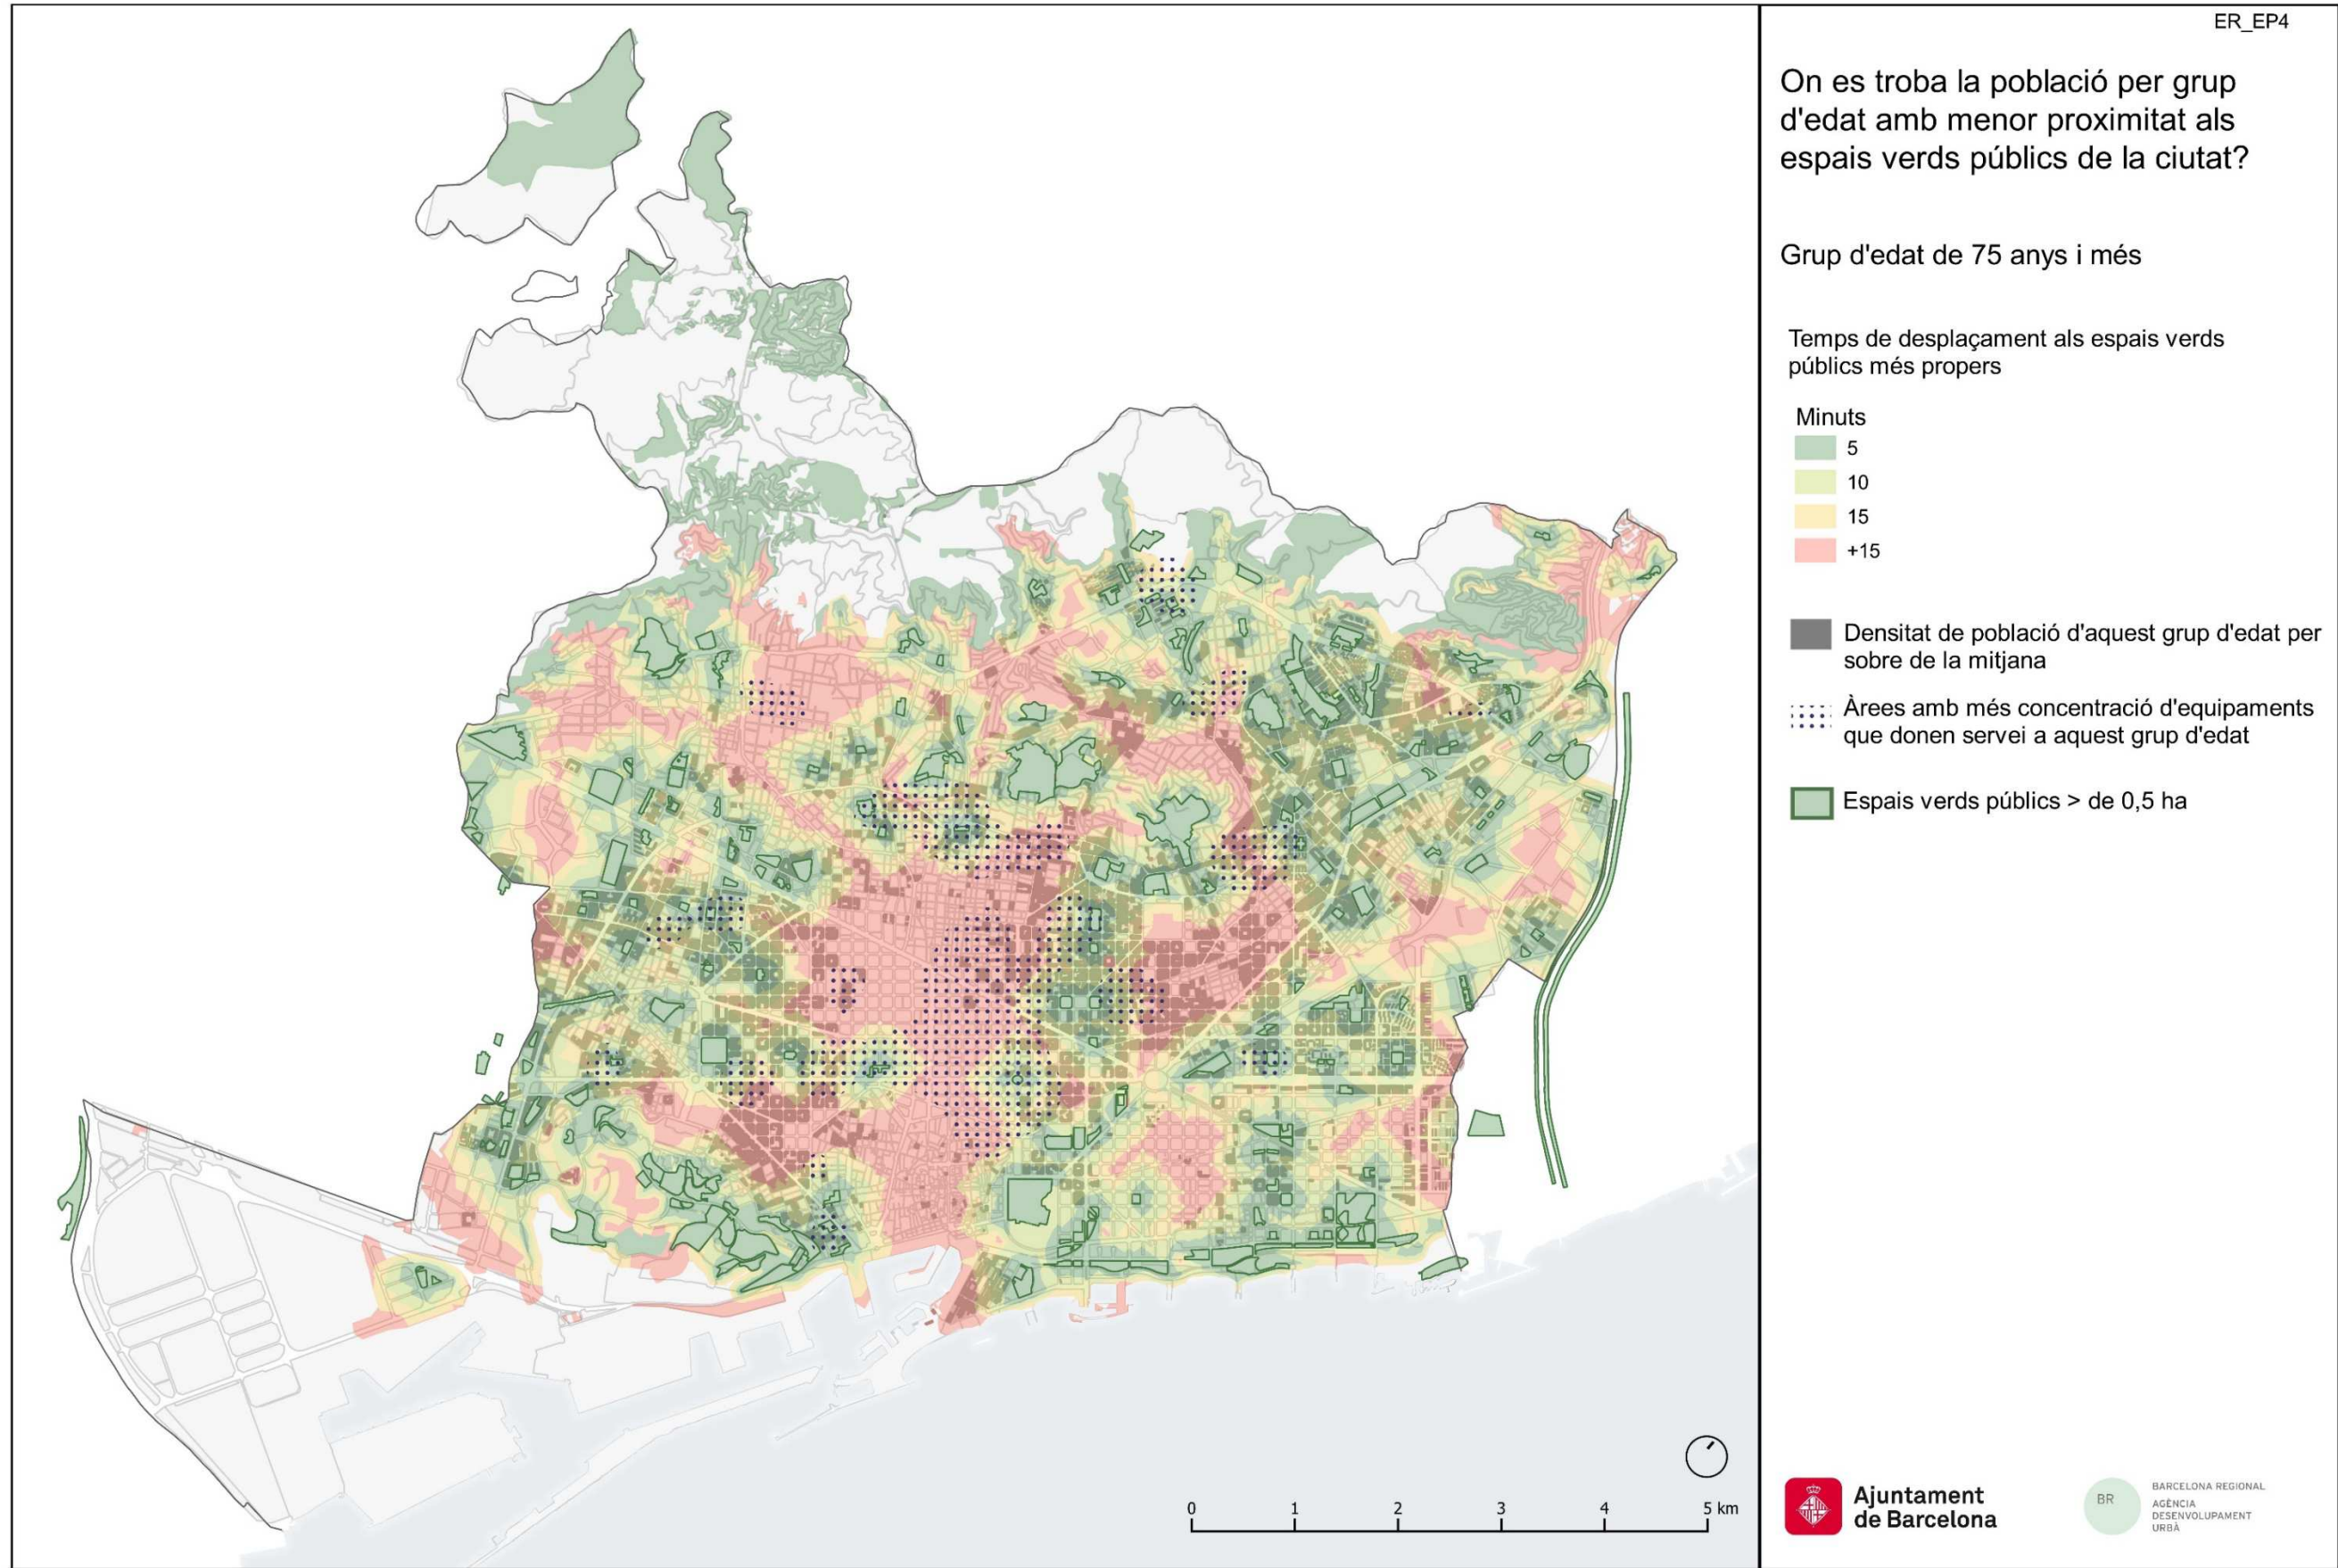 ER_EP4
On es troba la població per grup
d'edat amb menor proximitat als
espais verds públics de la ciutat?
Grup d'edat de 75 anys i més
Temps de desplaçament als espais verds
públics més propers
Minuts
5
10
15
+15
Densitat de població d'aquest grup d'edat per
sobre de la mitjana
Àrees amb més concentració d'equipaments
que donen servei a aquest grup d'edat
Espais verds públics > de 0,5 ha
0 1 2 3 4 5 km
Ajuntament
de Barcelona
BR
BARCELONA REGIONAL
AGÈNCIA
DESENVOLUPAMENT
URBÀ